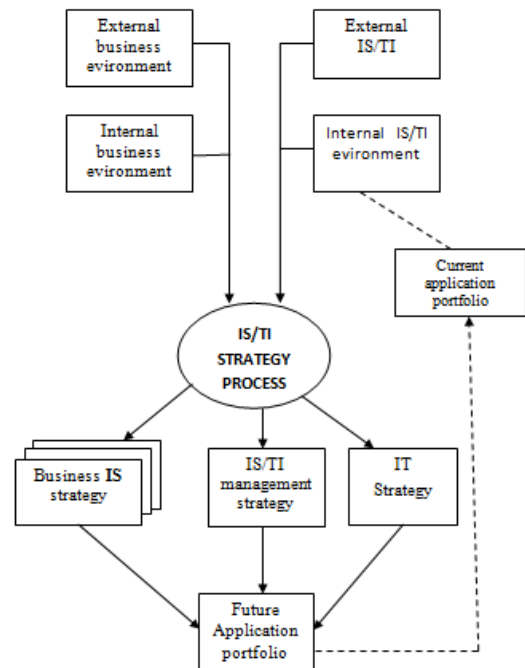 External
business
evironment
External
IS/TI
Internal
business
evironment
Internal IS/TI
evironment
Current
application
portfolio
IS/TI
STRATEGY
PROCESS
Business IS
strategy
IS/TI
management
strategy
IT
Strategy
Future
Application
portfolio